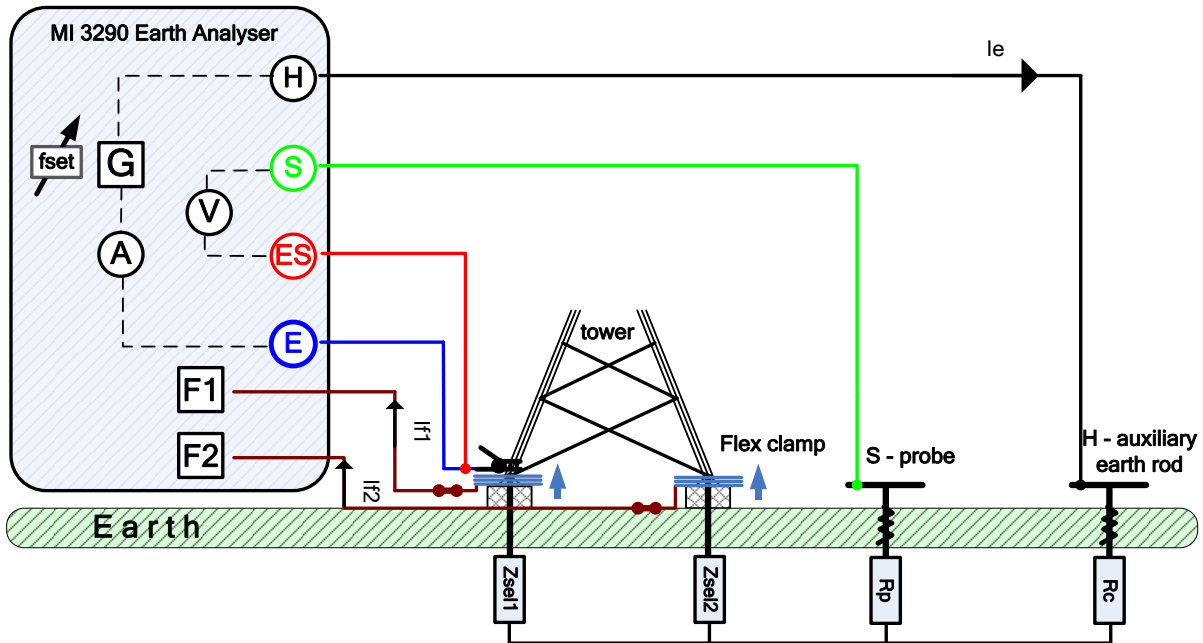 MI 3290 Earth Analyser
H
Ie
fset
G
S
V
A
ES
E
tower
F1
If1
Flex clamp
H - auxiliary
earth rod
S - probe
F2
If2
Earth
Zsel1
Zsel2
Rp
Rc